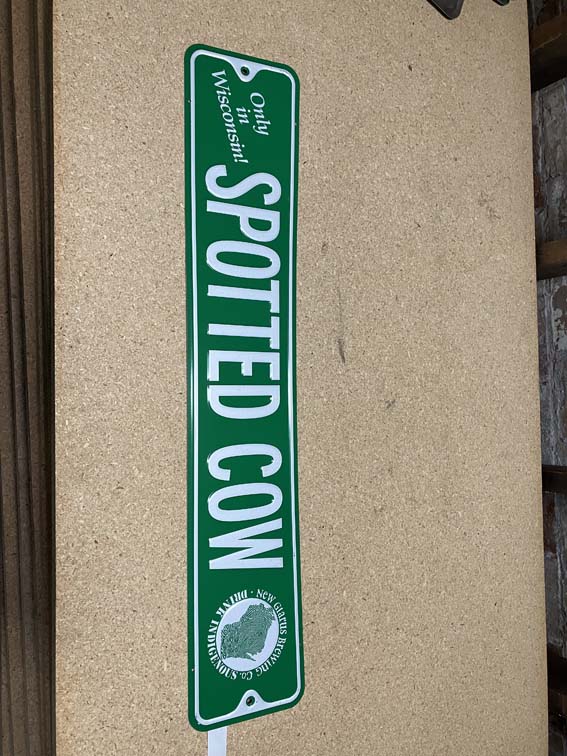 Only
in
Wisconsin!
SPOTTED COW
New Glarus Brewing Co.
DRINK INDIGENOUS